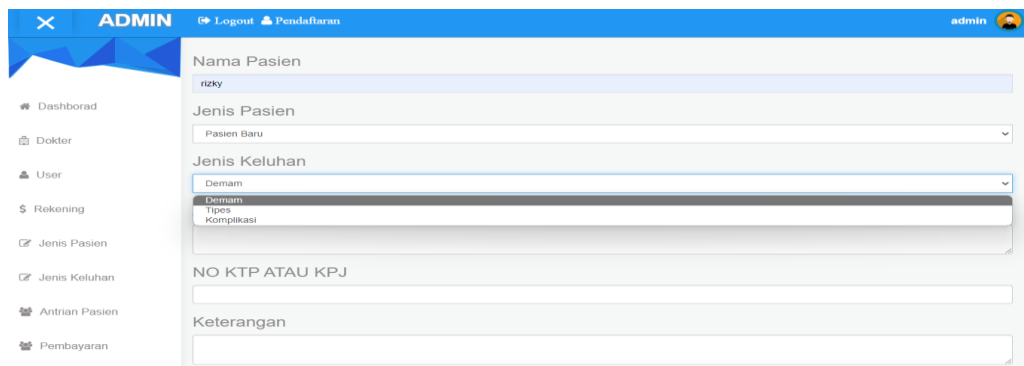 ADMIN Logout Pendaftaran admin
Dashborad
Dokter
User
$ Rekening
Jenis Pasien
Jenis Keluhan
Antrian Pasien
Pembayaran
Nama Pasien
rizky
Jenis Pasien
Pasien Baru
Jenis Keluhan
Demam
Demam
Tipes
Komplikasi
NO KTP ATAU KPJ
Keterangan